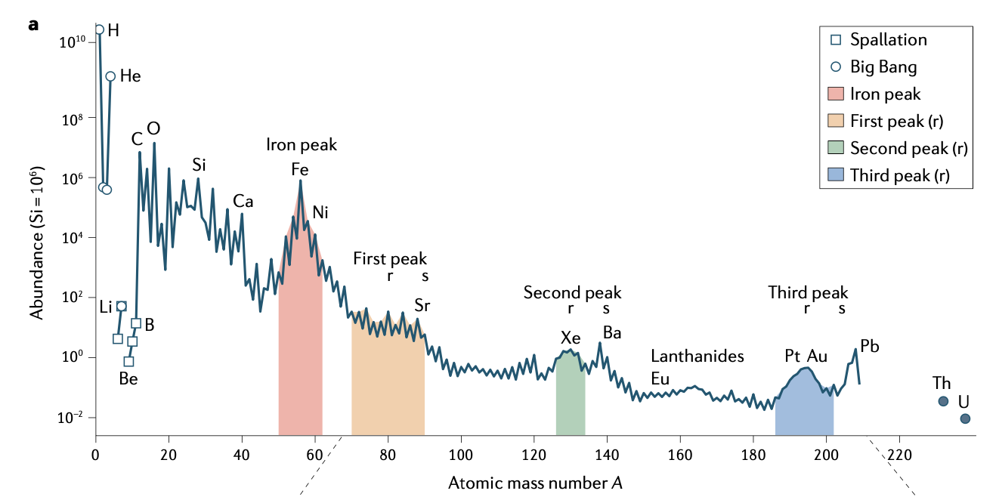 a
10¹⁰
10⁸
10⁶
10⁴
10²
10⁰
10⁻²
Abundance (Si = 10⁶)
H
He
C
O
Si
Ca
Li
B
Be
Iron peak
Fe
Ni
First peak
r s
Sr
Second peak
r s
Xe
Ba
Lanthanides
Eu
Third peak
r s
Pt Au
Pb
Th
U
Spallation
Big Bang
Iron peak
First peak (r)
Second peak (r)
Third peak (r)
0 20 40 60 80 100 120 140 160 180 200 220
Atomic mass number A